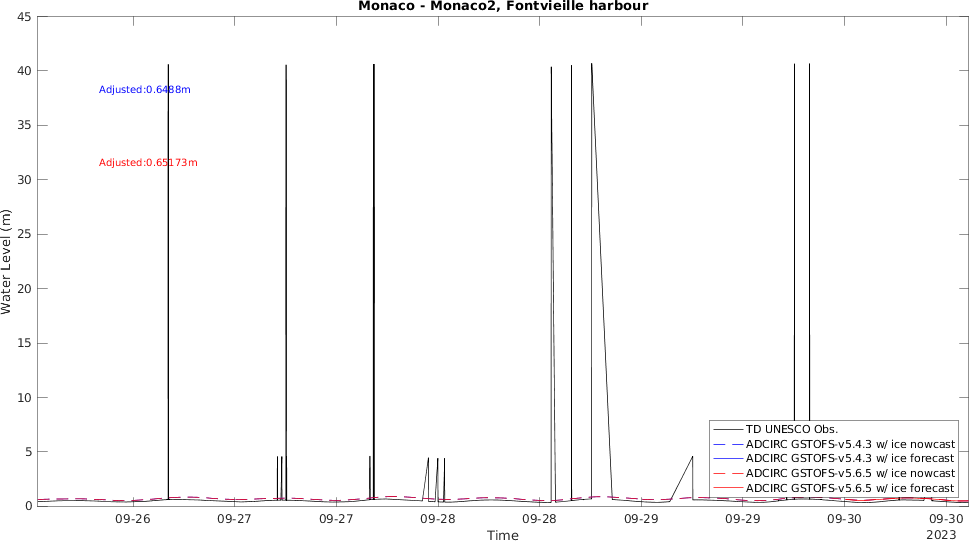 Monaco - Monaco2, Fontvieille harbour
45
40
35
30
25
20
15
10
5
0
Water Level (m)
Adjusted:0.6488m
Adjusted:0.65173m
TD UNESCO Obs.
ADCIRC GSTOFS-v5.4.3 w/ ice nowcast
ADCIRC GSTOFS-v5.4.3 w/ ice forecast
ADCIRC GSTOFS-v5.6.5 w/ ice nowcast
ADCIRC GSTOFS-v5.6.5 w/ ice forecast
09-26 09-27 09-27 09-28 09-28 09-29 09-29 09-30 09-30
2023
Time